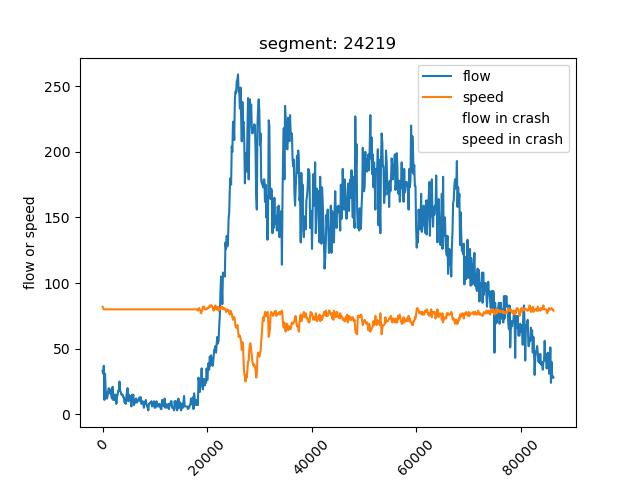 segment: 24219
flow
speed
flow in crash
speed in crash
flow or speed
250
200
150
100
50
0
0
20000
40000
60000
80000